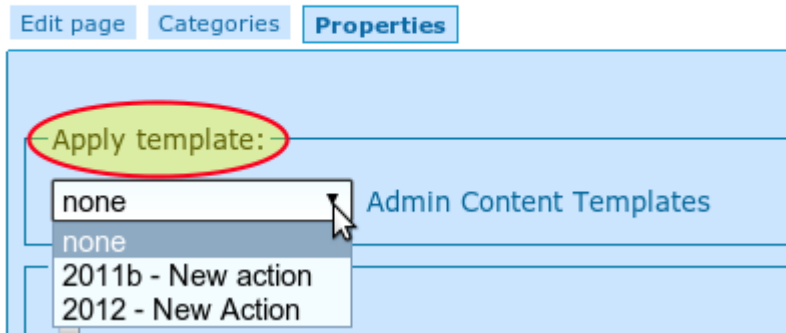 Edit page Categories Properties
Apply template:
none Admin Content Templates
none
2011b - New action
2012 - New Action